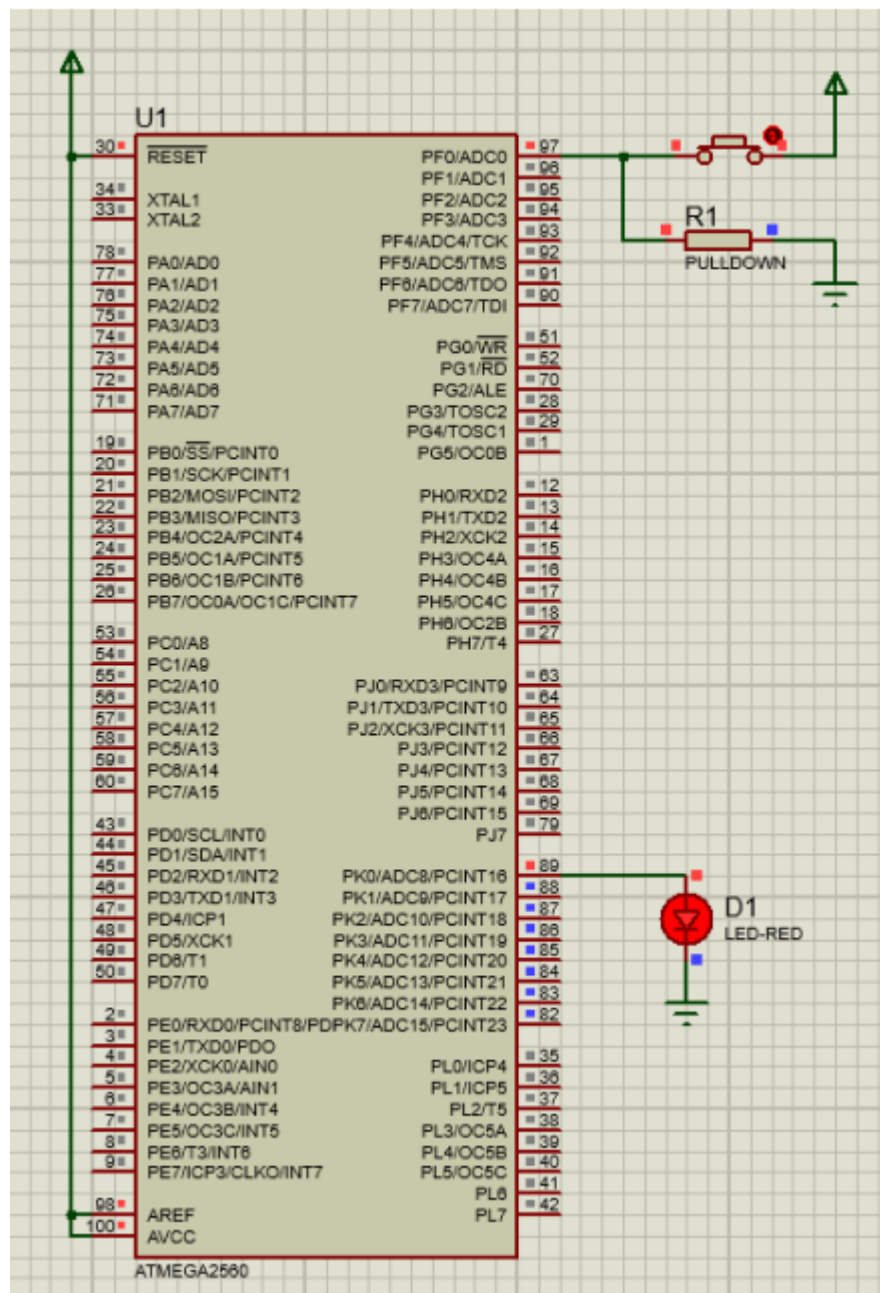 U1
30 RESET PF0/ADC0 97
PF1/ADC1 96
34 XTAL1 PF2/ADC2 95
33 XTAL2 PF3/ADC3 94
PF4/ADC4/TCK 93
78 PA0/AD0 PF5/ADC5/TMS 92
77 PA1/AD1 PF6/ADC6/TDO 91
76 PA2/AD2 PF7/ADC7/TDI 90
75 PA3/AD3
74 PA4/AD4 PG0/WR 51
73 PA5/AD5 PG1/RD 52
72 PA6/AD6 PG2/ALE 70
71 PA7/AD7 PG3/TOSC2 28
PG4/TOSC1 29
19 PB0/SS/PCINT0 PG5/OC0B 1
20 PB1/SCK/PCINT1
21 PB2/MOSI/PCINT2 PH0/RXD2 12
22 PB3/MISO/PCINT3 PH1/TXD2 13
23 PB4/OC2A/PCINT4 PH2/XCK2 14
24 PB5/OC1A/PCINT5 PH3/OC4A 15
25 PB6/OC1B/PCINT6 PH4/OC4B 16
26 PB7/OC0A/OC1C/PCINT7 PH5/OC4C 17
PH6/OC2B 18
53 PC0/A8 PH7/T4 27
54 PC1/A9
55 PC2/A10 PJ0/RXD3/PCINT9 63
56 PC3/A11 PJ1/TXD3/PCINT10 64
57 PC4/A12 PJ2/XCK3/PCINT11 65
58 PC5/A13 PJ3/PCINT12 66
59 PC6/A14 PJ4/PCINT13 67
60 PC7/A15 PJ5/PCINT14 68
PJ6/PCINT15 69
43 PD0/SCL/INT0 PJ7 79
44 PD1/SDA/INT1
45 PD2/RXD1/INT2 PK0/ADC8/PCINT16 89
46 PD3/TXD1/INT3 PK1/ADC9/PCINT17 88
47 PD4/ICP1 PK2/ADC10/PCINT18 87
48 PD5/XCK1 PK3/ADC11/PCINT19 86
49 PD6/T1 PK4/ADC12/PCINT20 85
50 PD7/T0 PK5/ADC13/PCINT21 84
PK6/ADC14/PCINT22 83
2 PE0/RXD0/PCINT8/PDPK7/ADC15/PCINT23 82
3 PE1/TXD0/PDO
4 PE2/XCK0/AIN0 PL0/ICP4 35
5 PE3/OC3A/AIN1 PL1/ICP5 36
6 PE4/OC3B/INT4 PL2/T5 37
7 PE5/OC3C/INT5 PL3/OC5A 38
8 PE6/T3/INT6 PL4/OC5B 39
9 PE7/ICP3/CLKO/INT7 PL5/OC5C 40
PL6 41
98 AREF PL7 42
100 AVCC
ATMEGA2560
R1
PULLDOWN
D1
LED-RED